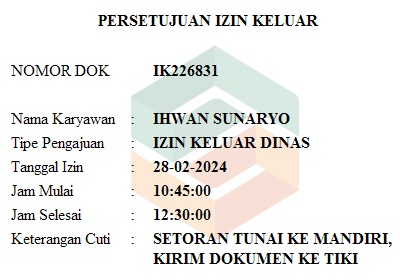 PERSETUJUAN IZIN KELUAR
NOMOR DOK IK226831
Nama Karyawan : IHWAN SUNARYO
Tipe Pengajuan : IZIN KELUAR DINAS
Tanggal Izin : 28-02-2024
Jam Mulai : 10:45:00
Jam Selesai : 12:30:00
Keterangan Cuti : SETORAN TUNAI KE MANDIRI,
KIRIM DOKUMEN KE TIKI